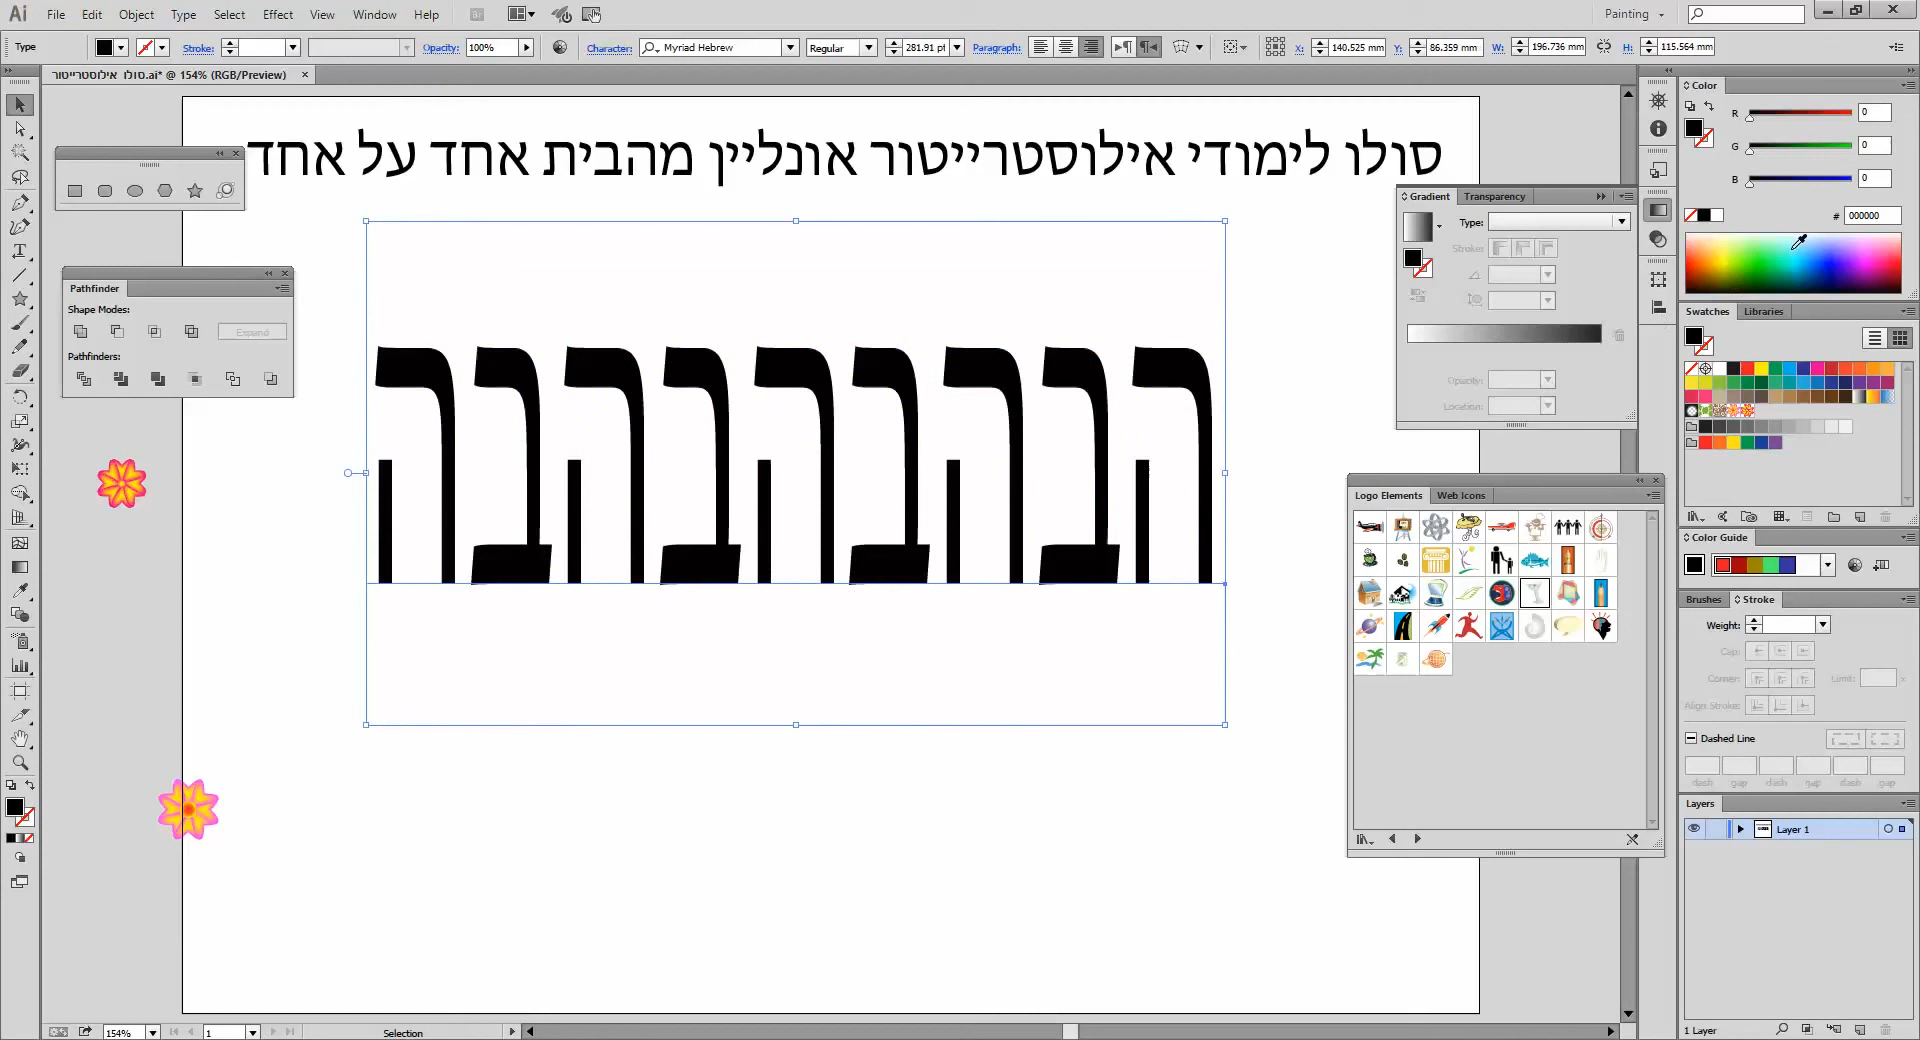 Ai File Edit Object Type Select Effect View Window Help Br Painting
Type Stroke: Opacity: 100% Character: Myriad Hebrew Regular 281.91 pt Paragraph: X: 140.525 mm Y: 86.359 mm W: 196.736 mm H: 115.564 mm
סולו אילוסטרייטור.ai* @ 154% (RGB/Preview)
סולו לימודי אילוסטרייטור אונליין מהבית אחד על אחד
הבהבהבהבה
Pathfinder
Shape Modes:
Expand
Pathfinders:
Gradient Transparency
Type:
Stroke:
Opacity:
Location:
Logo Elements Web Icons
Color
R 0
G 0
B 0
# 000000
Swatches Libraries
Color Guide
Brushes Stroke
Weight:
Cap:
Corner: Limit: x
Align Stroke:
Dashed Line
dash gap dash gap dash gap
Layers
Layer 1
1 Layer
154% 1 Selection